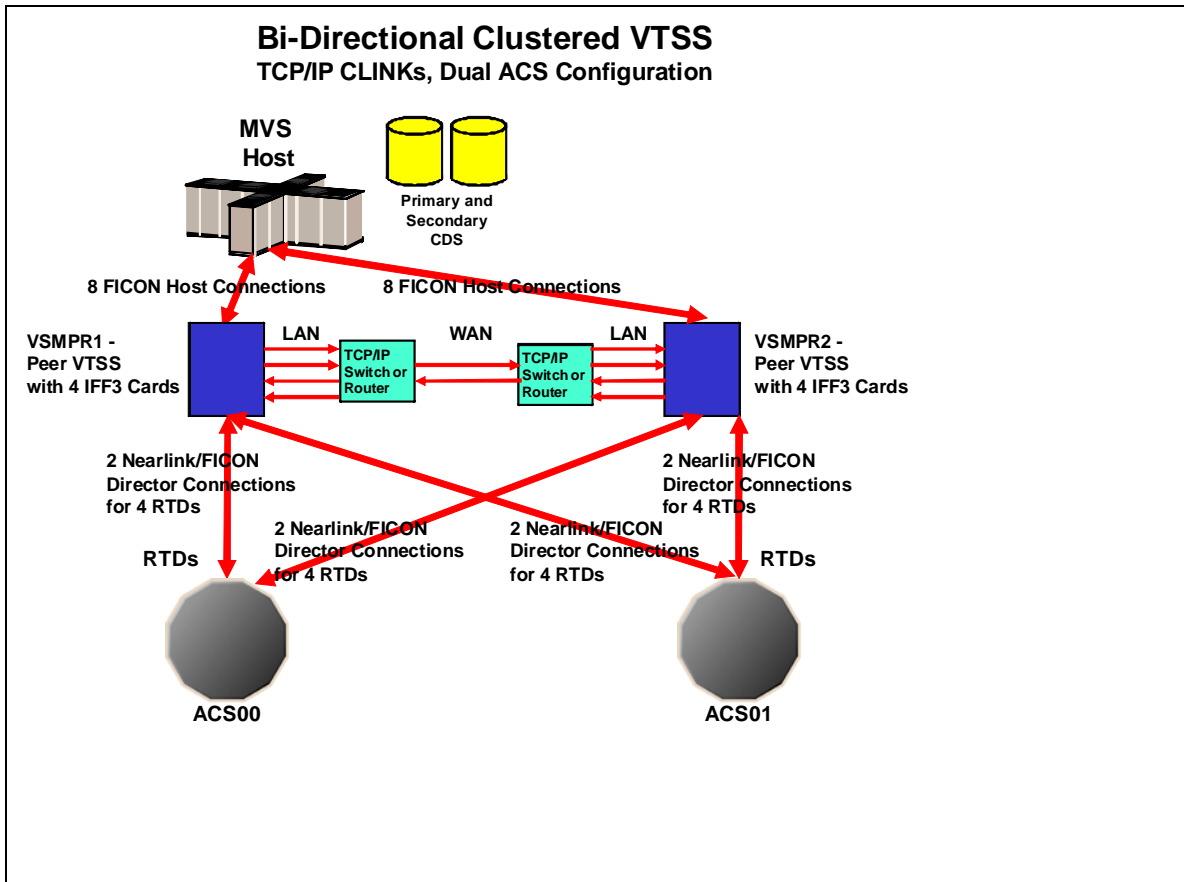 Bi-Directional Clustered VTSS
TCP/IP CLINKs, Dual ACS Configuration
MVS
Host
Primary and
Secondary
CDS
8 FICON Host Connections
8 FICON Host Connections
VSMPR1 -
Peer VTSS
with 4 IFF3 Cards
LAN
TCP/IP
Switch or
Router
WAN
TCP/IP
Switch or
Router
LAN
VSMPR2 -
Peer VTSS
with 4 IFF3 Cards
2 Nearlink/FICON
Director Connections
for 4 RTDs
2 Nearlink/FICON
Director Connections
for 4 RTDs
2 Nearlink/FICON
Director Connections
for 4 RTDs
2 Nearlink/FICON
Director Connections
for 4 RTDs
RTDs
RTDs
ACS00
ACS01